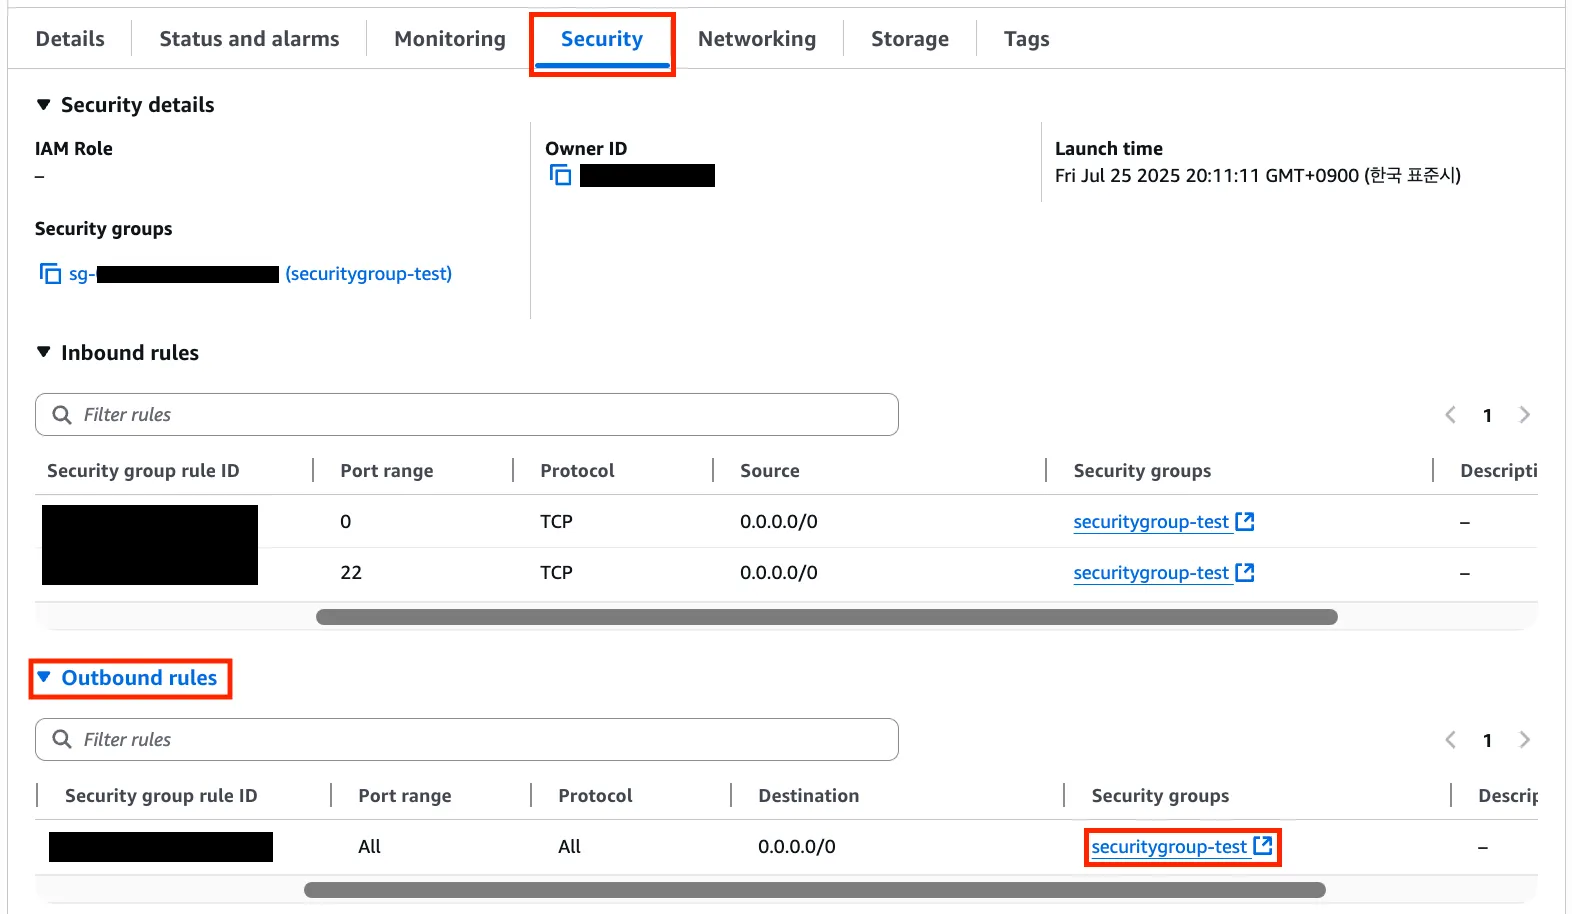 Details Status and alarms Monitoring Security Networking Storage Tags
Security details
IAM Role Owner ID Launch time
– Fri Jul 25 2025 20:11:11 GMT+0900 (한국 표준시)
Security groups
sg- (securitygroup-test)
Inbound rules
Filter rules 1
Security group rule ID Port range Protocol Source Security groups Descripti
0 TCP 0.0.0.0/0 securitygroup-test –
22 TCP 0.0.0.0/0 securitygroup-test –
Outbound rules
Filter rules 1
Security group rule ID Port range Protocol Destination Security groups Descrip
All All 0.0.0.0/0 securitygroup-test –